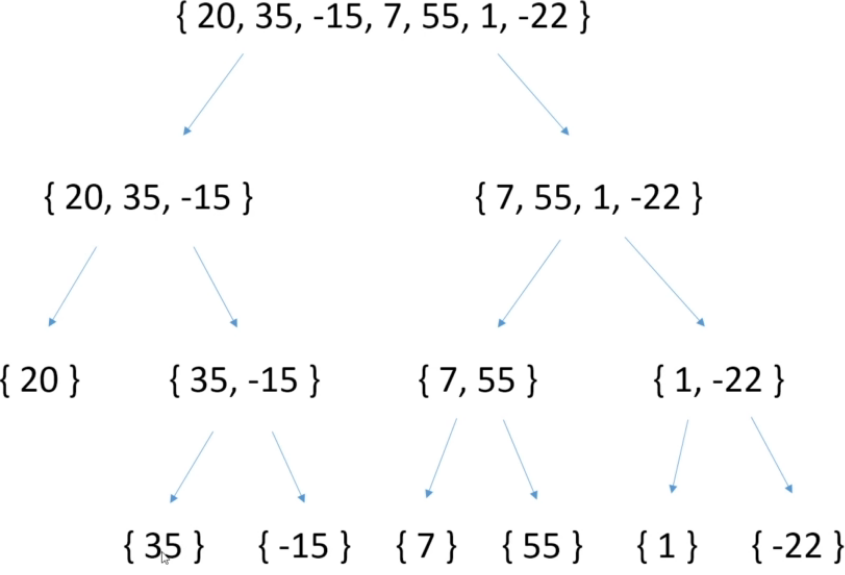 { 20, 35, -15, 7, 55, 1, -22 }
{ 20, 35, -15 } { 7, 55, 1, -22 }
{ 20 } { 35, -15 } { 7, 55 } { 1, -22 }
{ 35 } { -15 } { 7 } { 55 } { 1 } { -22 }